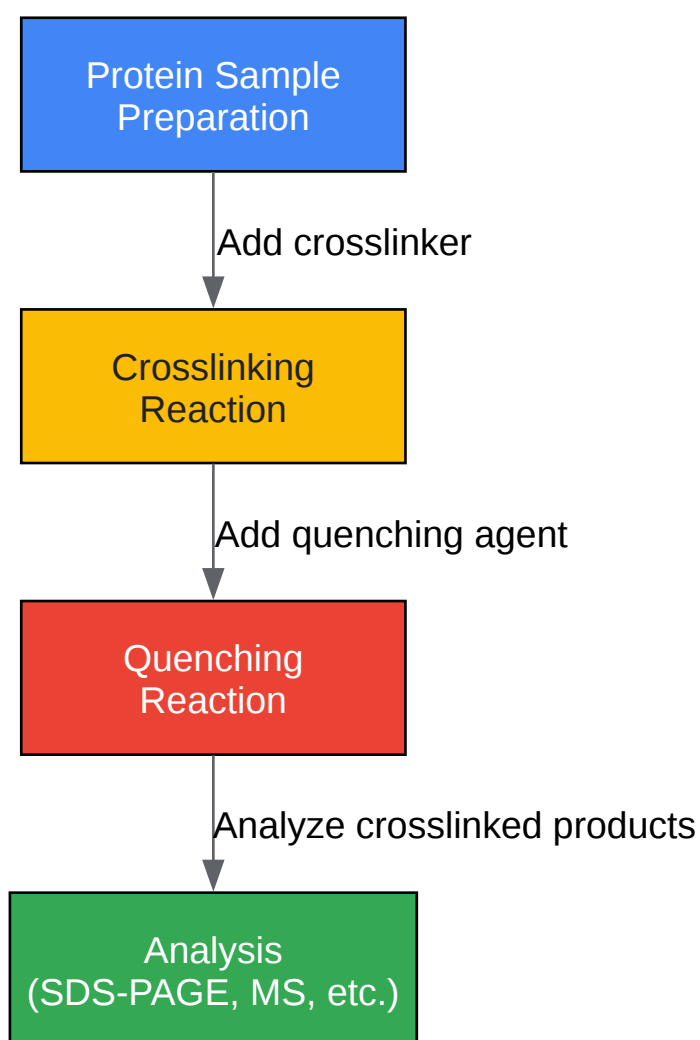 Protein Sample
Preparation
Add crosslinker
Crosslinking
Reaction
Add quenching agent
Quenching
Reaction
Analyze crosslinked products
Analysis
(SDS-PAGE, MS, etc.)